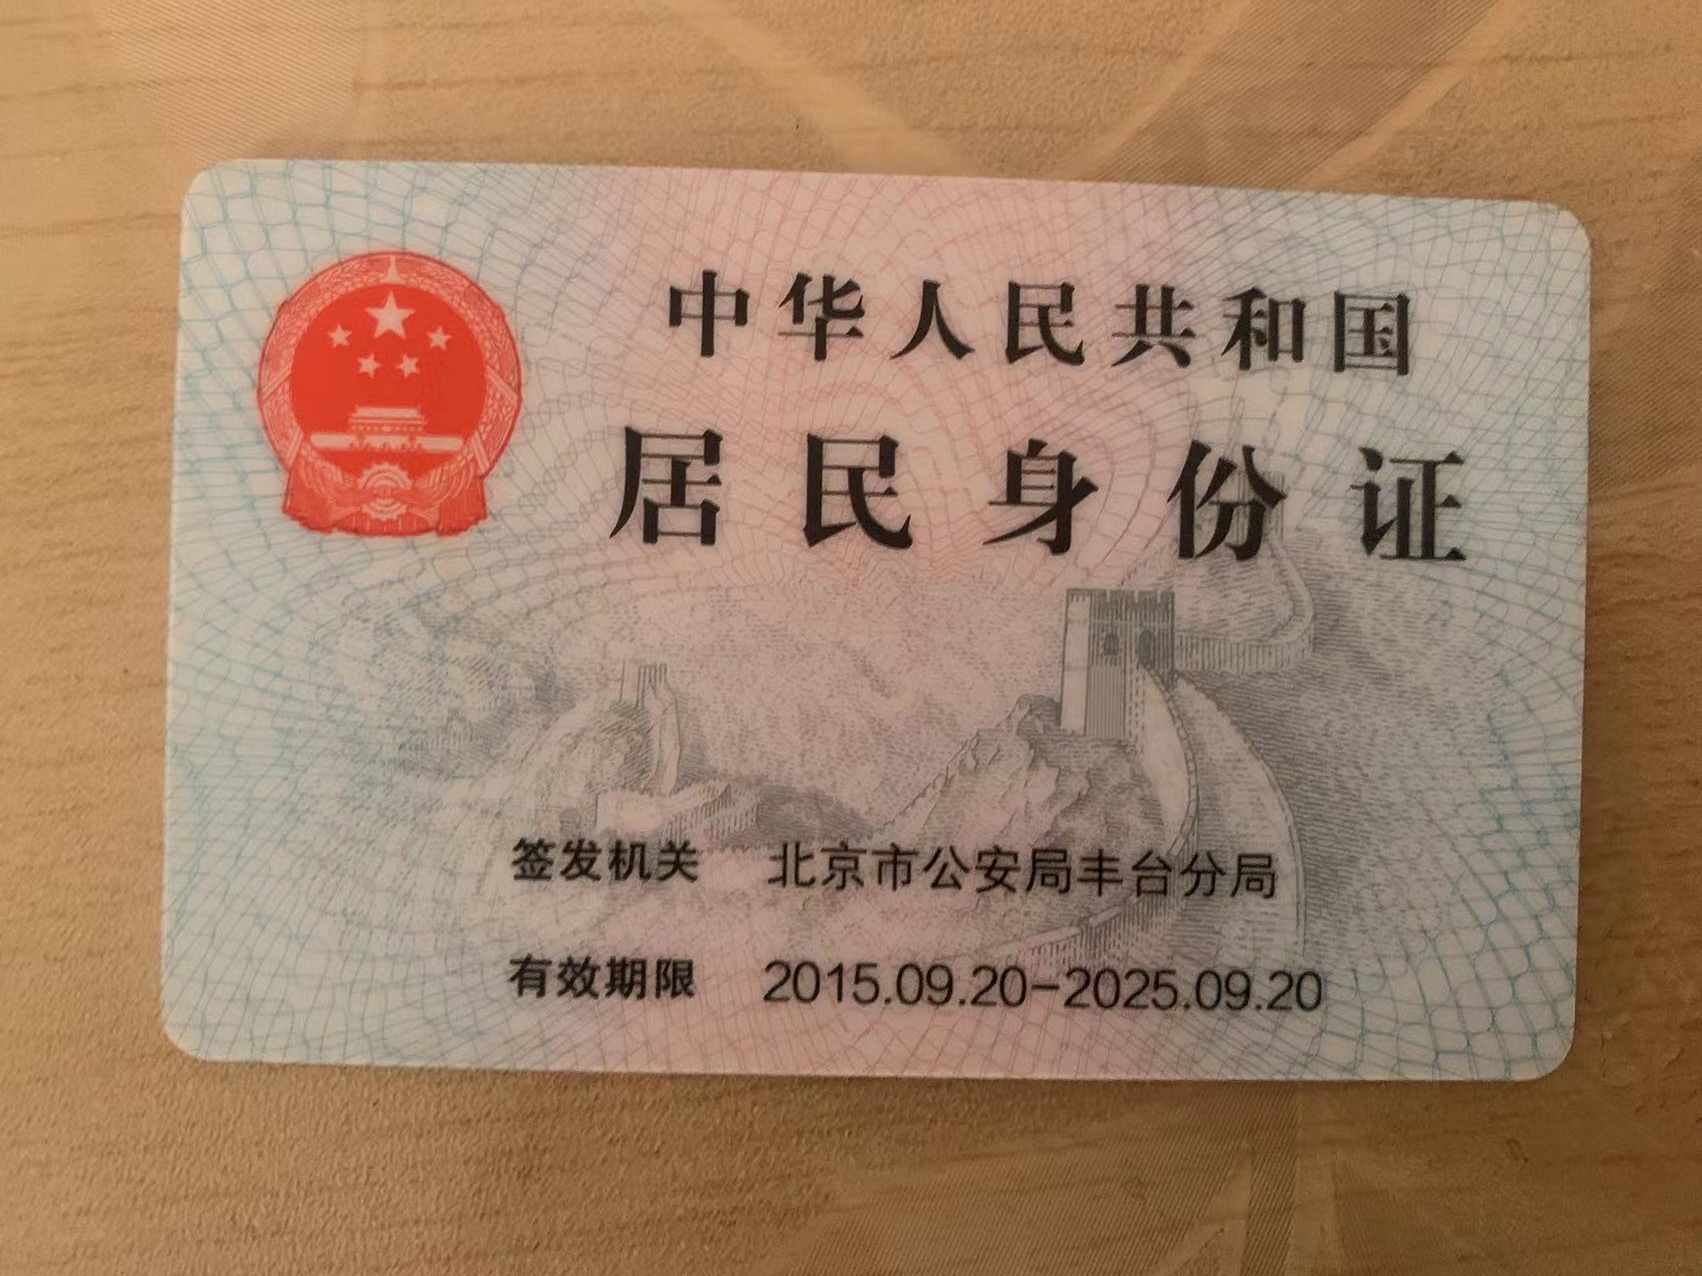 中华人民共和国
居民身份证
签发机关 北京市公安局丰台分局
有效期限 2015.09.20-2025.09.20